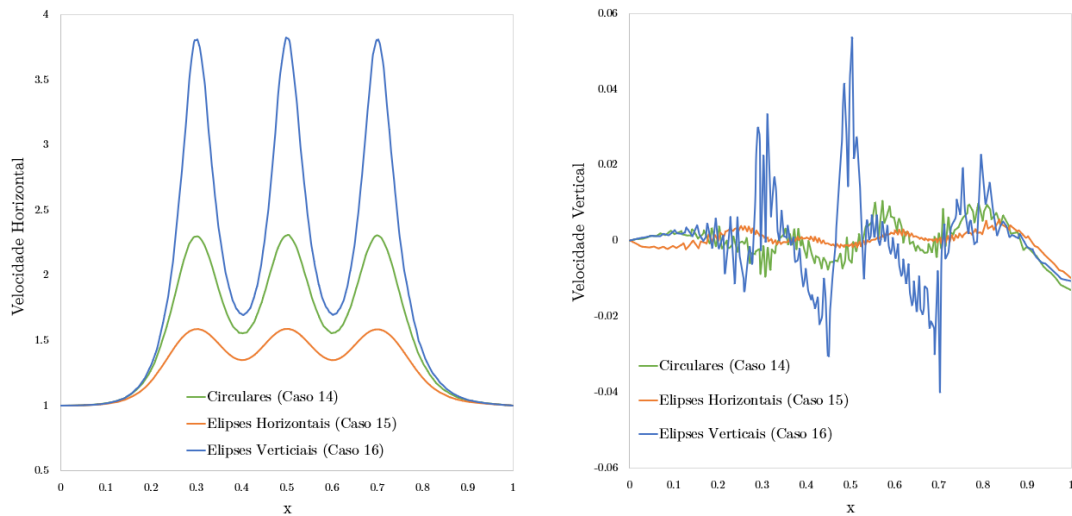 4
3.5
3
2.5
2
1.5
1
0.5
Velocidade Horizontal
Circulares (Caso 14)
Elipses Horizontais (Caso 15)
Elipses Verticiais (Caso 16)
0 0.1 0.2 0.3 0.4 0.5 0.6 0.7 0.8 0.9 1
x
0.06
0.04
0.02
0
-0.02
-0.04
-0.06
Velocidade Vertical
0 0.1 0.2 0.3 0.4 0.5 0.6 0.7 0.8 0.9 1
Circulares (Caso 14)
Elipses Horizontais (Caso 15)
Elipses Verticais (Caso 16)
x